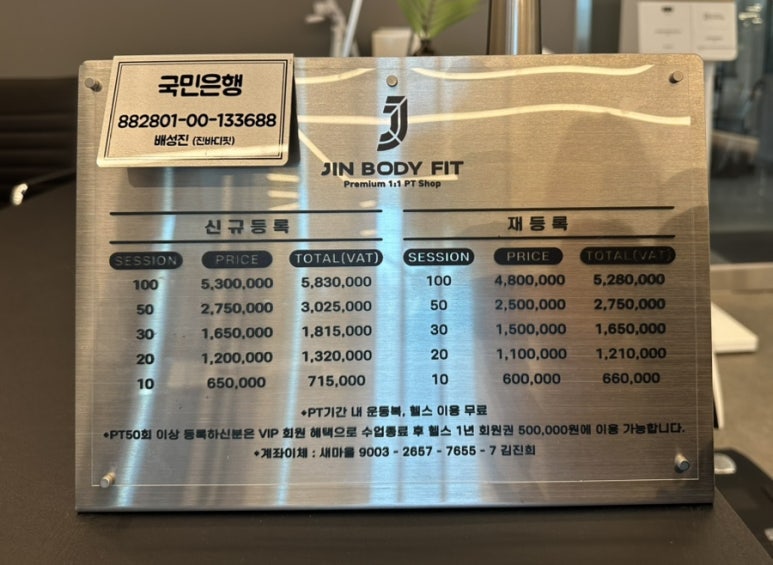 국민은행
882801-00-133688
배성진 (진바디핏)
JIN BODY FIT
Premium 1:1 PT Shop
신규등록
SESSION PRICE TOTAL(VAT)
100 5,300,000 5,830,000
50 2,750,000 3,025,000
30 1,650,000 1,815,000
20 1,200,000 1,320,000
10 650,000 715,000
재등록
SESSION PRICE TOTAL(VAT)
100 4,800,000 5,280,000
50 2,500,000 2,750,000
30 1,500,000 1,650,000
20 1,100,000 1,210,000
10 600,000 660,000
*PT기간 내 운동복, 헬스 이용 무료
*PT50회 이상 등록하신분은 VIP 회원 혜택으로 수업종료 후 헬스 1년 회원권 500,000원에 이용 가능합니다.
*계좌이체 : 새마을 9003 - 2657 - 7655 - 7 김진희